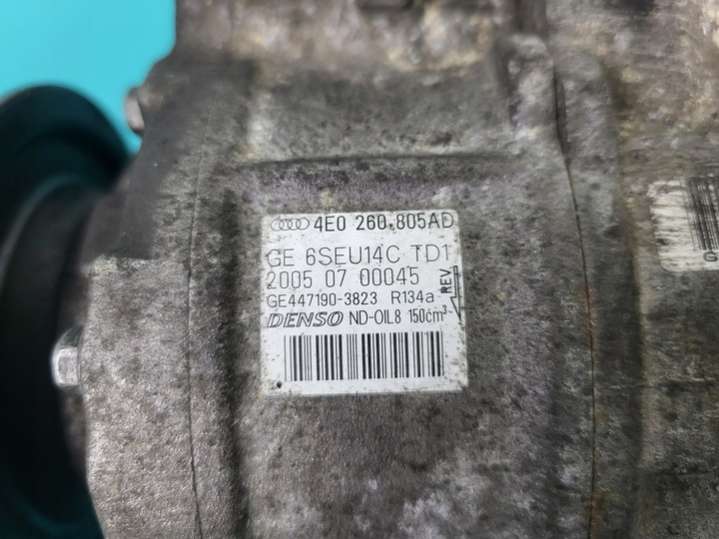 4E0 260 805AD
GE 6SEU14C TD1
2005 07 00045
GE447190-3823 R134a
REV
DENSO ND-OIL8 150cm³